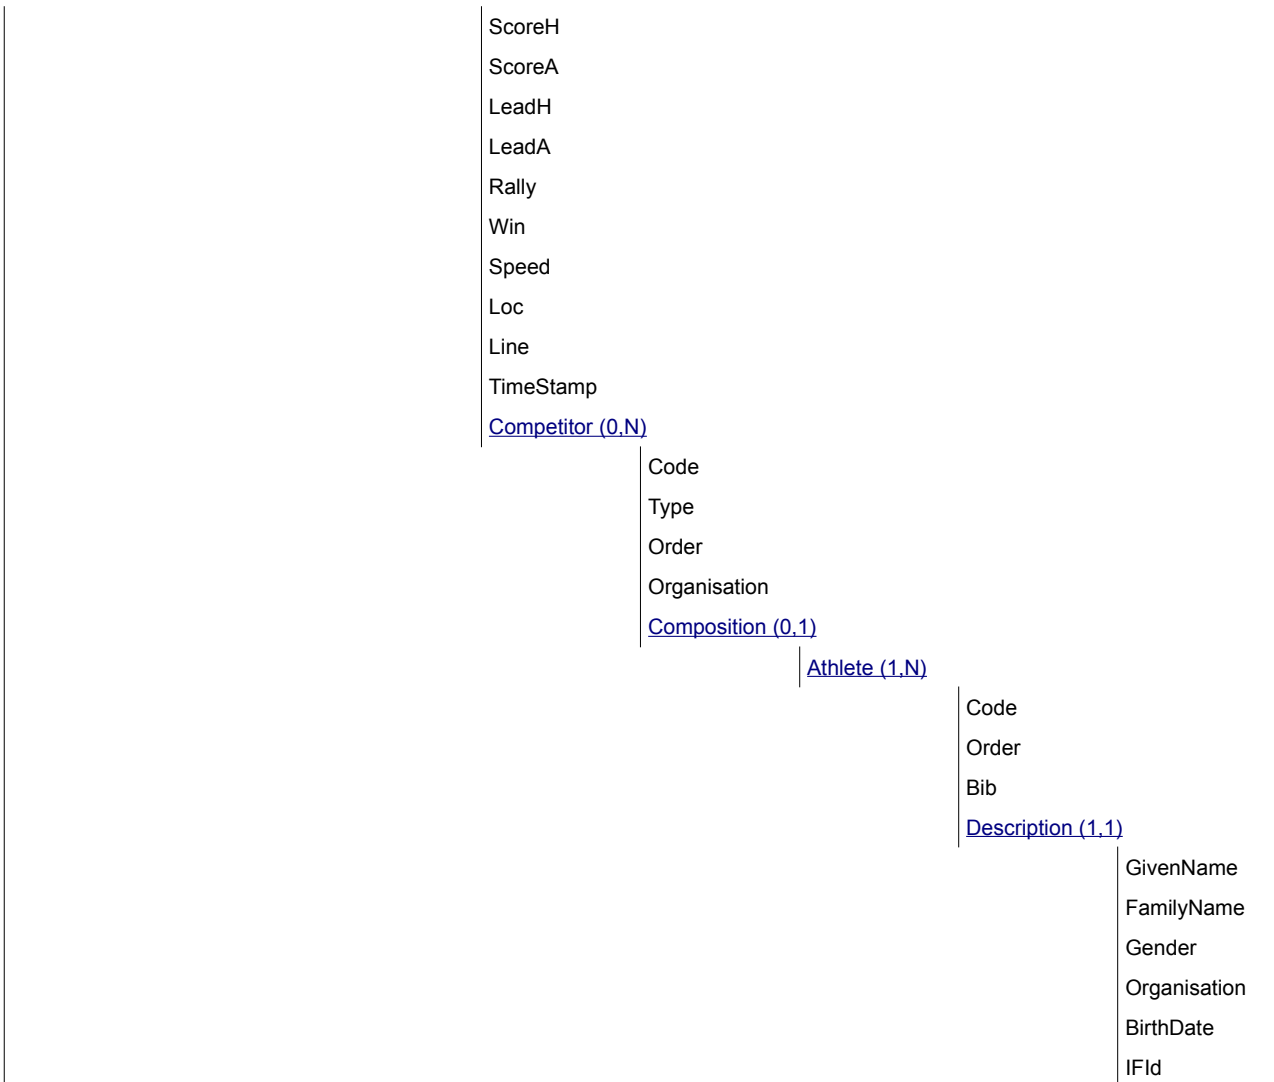 ScoreH
ScoreA
LeadH
LeadA
Rally
Win
Speed
Loc
Line
TimeStamp
Competitor (0,N)
Code
Type
Order
Organisation
Composition (0,1)
Athlete (1,N)
Code
Order
Bib
Description (1,1)
GivenName
FamilyName
Gender
Organisation
BirthDate
IFId